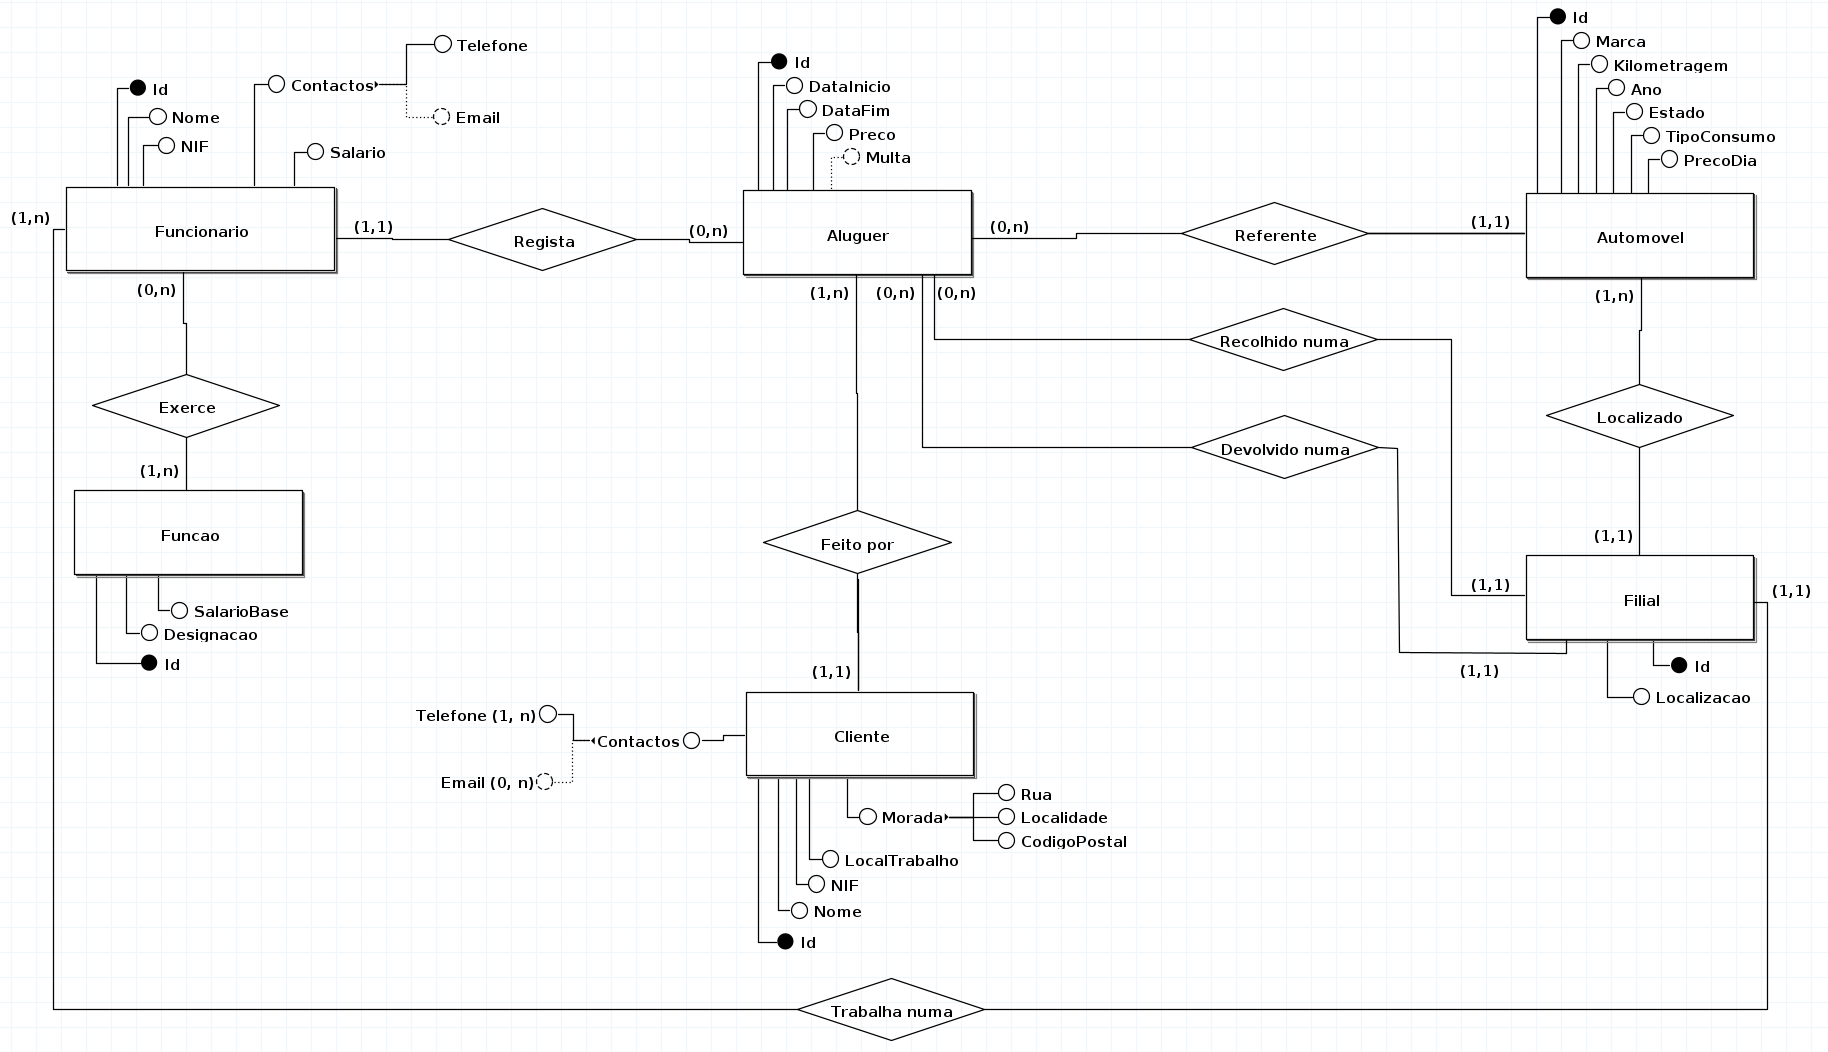 Id
Nome
NIF
Contactos
Telefone
Email
Salario
(1,n)
Funcionario
(1,1)
Regista
(0,n)
Id
DataInicio
DataFim
Preco
Multa
Aluguer
(0,n)
Referente
(1,1)
Id
Marca
Kilometragem
Ano
Estado
TipoConsumo
PrecoDia
Automovel
(0,n)
(1,n)
(0,n)
(0,n)
(1,n)
Recolhido numa
Exerce
Devolvido numa
Localizado
(1,n)
Funcao
SalarioBase
Designacao
Id
Feito por
(1,1)
(1,1)
Filial
(1,1)
(1,1)
Id
Localizacao
(1,1)
Telefone (1, n)
Contactos
Email (0, n)
Cliente
Morada
Rua
Localidade
CodigoPostal
LocalTrabalho
NIF
Nome
Id
Trabalha numa